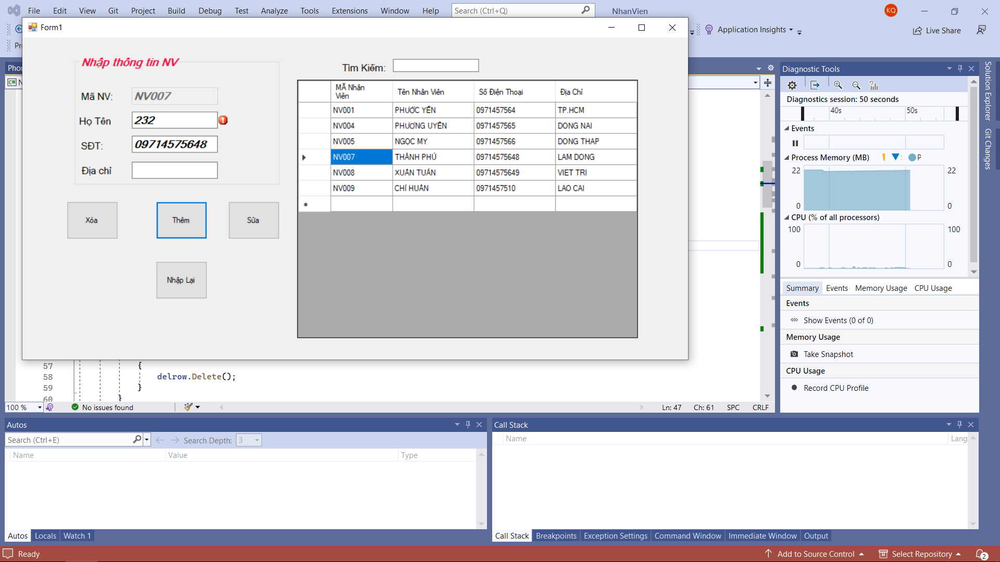 File Edit View Git Project Build Debug Test Analyze Tools Extensions Window Help Search (Ctrl+Q) NhanVien KQ
Form1
Application Insights
Live Share
Nhập thông tin NV
Mã NV: NV007
Họ Tên 232
SĐT: 09714575648
Địa chỉ
Xóa Thêm Sửa
Nhập Lại
Tìm Kiếm:
MÃ Nhân Viên Tên Nhân Viên Số Điện Thoại Địa Chỉ
NV001 PHƯỚC YẾN 0971457564 TP.HCM
NV004 PHƯƠNG UYÊN 0971457565 DONG NAI
NV005 NGỌC MY 0971457566 DONG THAP
NV007 THÀNH PHÚ 09714575648 LAM DONG
NV008 XUÂN TUẤN 09714575649 VIET TRI
NV009 CHÍ HUÂN 0971457510 LAO CAI
57 {
58 delrow.Delete();
59 }
60 }
100 % No issues found Ln: 47 Ch: 61 SPC CRLF
Diagnostic Tools
Diagnostics session: 50 seconds
40s 50s
Events
Process Memory (MB) P
22 22
0 0
CPU (% of all processors)
100 100
0 0
Summary Events Memory Usage CPU Usage
Events
Show Events (0 of 0)
Memory Usage
Take Snapshot
CPU Usage
Record CPU Profile
Solution Explorer
Git Changes
Autos
Search (Ctrl+E) Search Depth: 3
Name Value Type
Autos Locals Watch 1
Call Stack
Name Lang
Call Stack Breakpoints Exception Settings Command Window Immediate Window Output
Ready Add to Source Control Select Repository 2